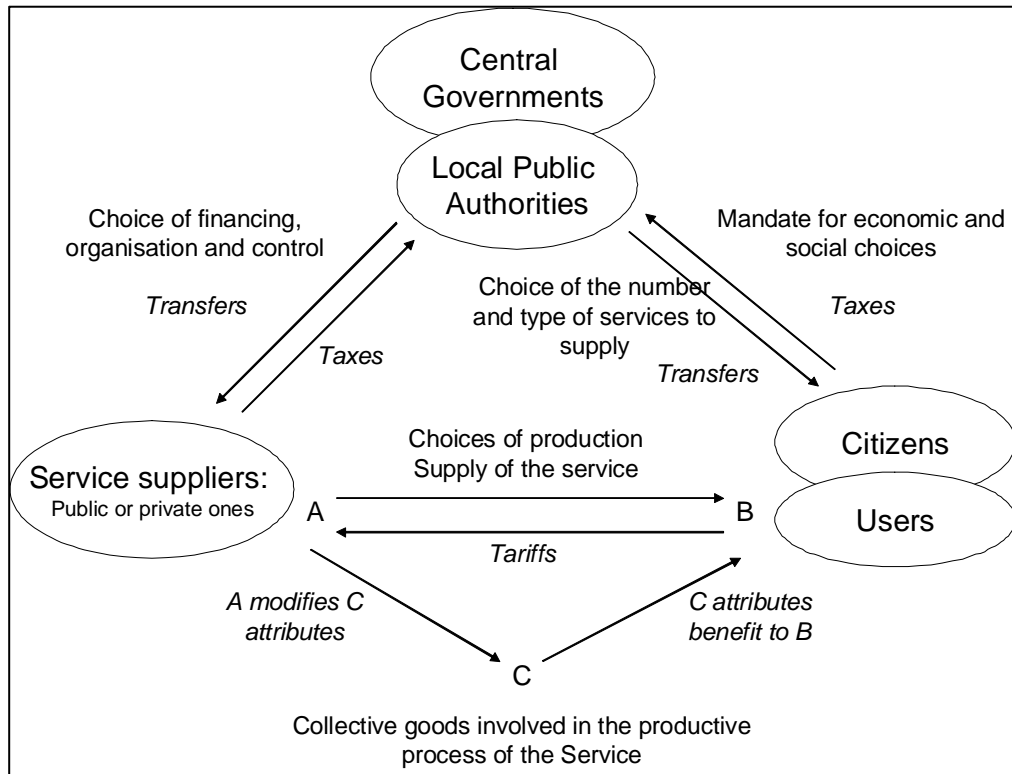 Central
Governments
Local Public
Authorities
Choice of financing,
organisation and control
Mandate for economic and
social choices
Transfers
Taxes
Choice of the number
and type of services to
supply
Taxes
Transfers
Service suppliers:
Public or private ones
Choices of production
Supply of the service
Citizens
Users
A
B
Tariffs
A modifies C
attributes
C attributes
benefit to B
C
Collective goods involved in the productive
process of the Service